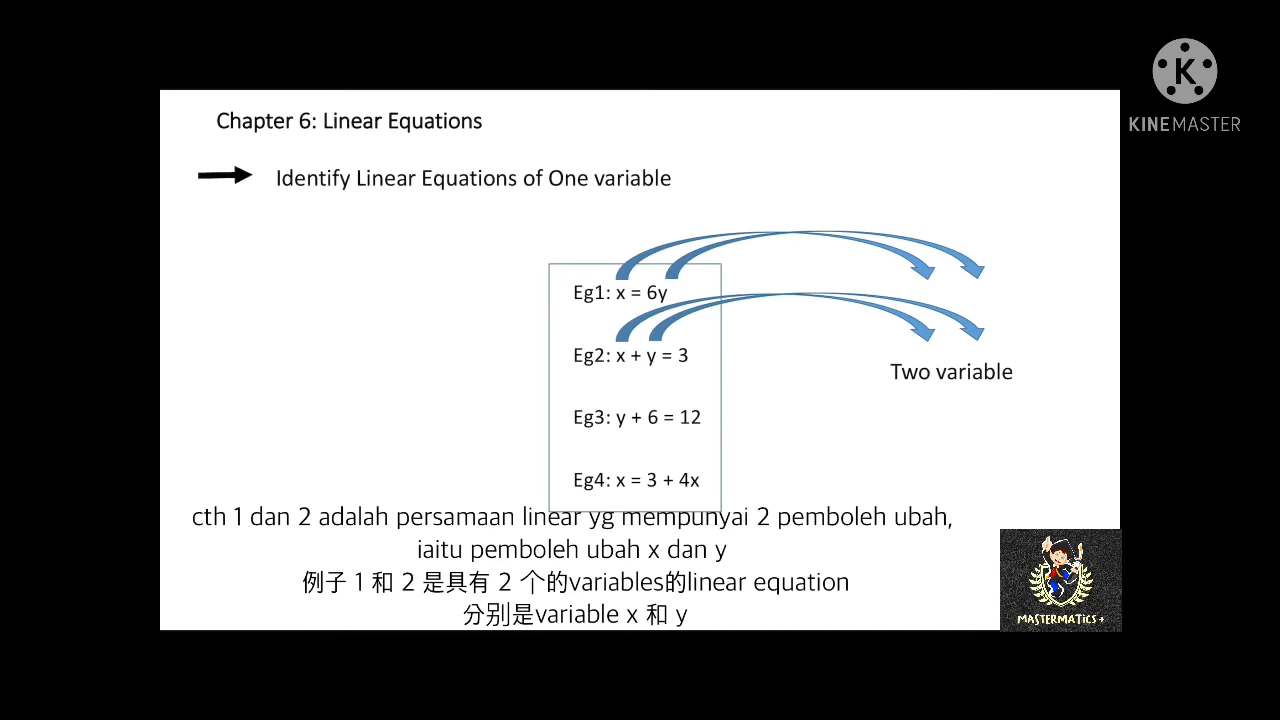 K
KINEMASTER
Chapter 6: Linear Equations
Identify Linear Equations of One variable
Eg1: x = 6y
Eg2: x + y = 3
Two variable
Eg3: y + 6 = 12
Eg4: x = 3 + 4x
cth 1 dan 2 adalah persamaan linear yg mempunyai 2 pemboleh ubah,
iaitu pemboleh ubah x dan y
例子 1 和 2 是具有 2 个的variables的linear equation
分别是variable x 和 y
MASTERMATICS +